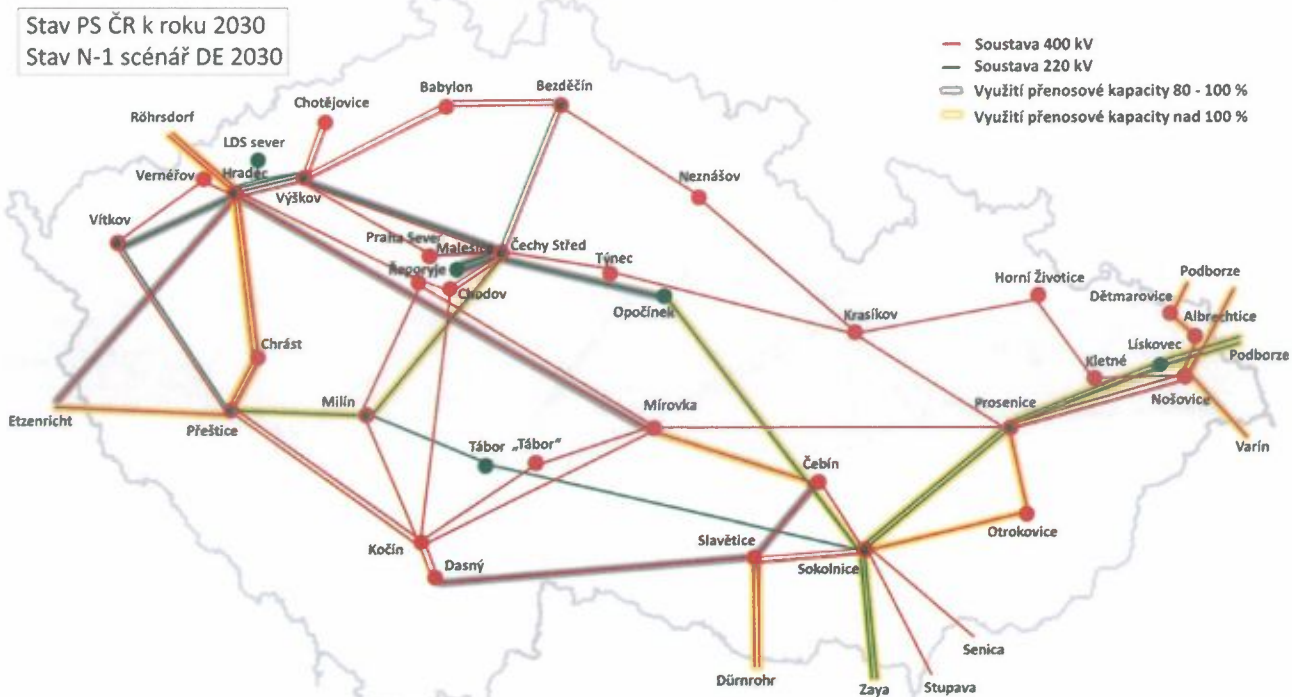 Stav PS ČR k roku 2030
Stav N-1 scénář DE 2030
Soustava 400 kV
Soustava 220 kV
Využití přenosové kapacity 80 - 100 %
Využití přenosové kapacity nad 100 %
Babylon
Bezděčín
Chotějovice
Röhrsdorf
LDS sever
Vernéřov
Hradec
Výškov
Neznášov
Vítkov
Praha Sever
Malešic
Čechy Střed
Týnec
Řeporyje
Chodov
Opočínek
Horní Životice
Podborze
Dětmarovice
Albrechtice
Krasíkov
Lískovec
Podborze
Chrást
Kletné
Nošovice
Etzenricht
Přeštice
Milín
Mírovka
Prosenice
Varín
Tábor
„Tábor"
Čebín
Otrokovice
Kočín
Dasný
Slavětice
Sokolnice
Senica
Dürnrohr
Zaya
Stupava